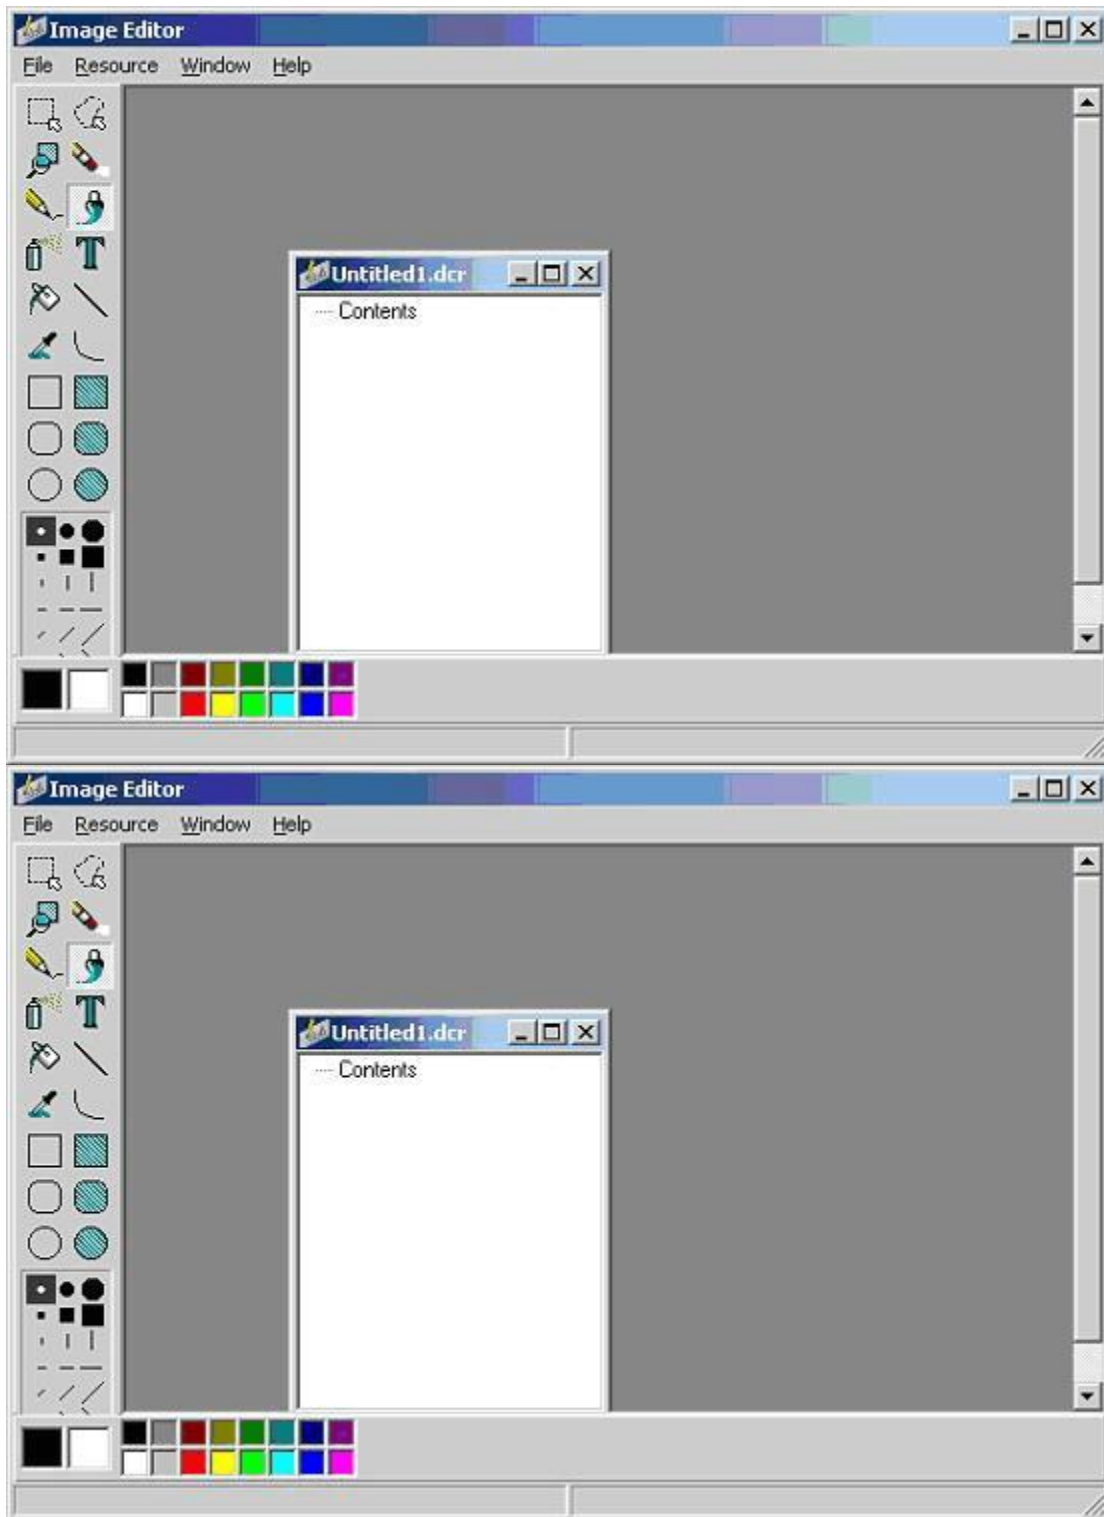 Image Editor
File Resource Window Help
Untitled1.dcr
Contents
Image Editor
File Resource Window Help
Untitled1.dcr
Contents